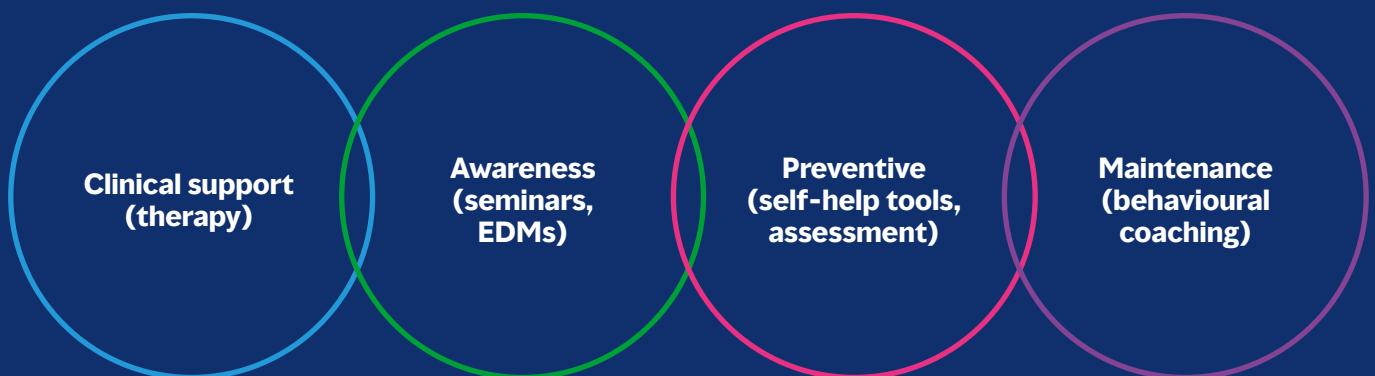 Clinical support
(therapy)
Awareness
(seminars,
EDMs)
Preventive
(self-help tools,
assessment)
Maintenance
(behavioural
coaching)